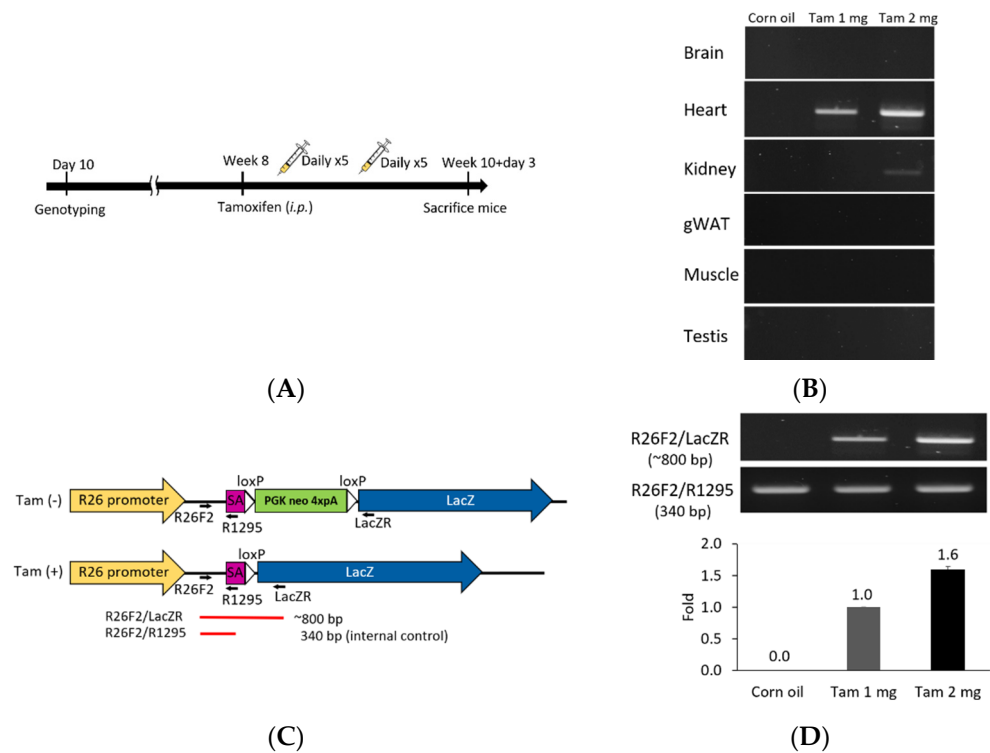 Day 10
Genotyping
Week 8
Tamoxifen (i.p.)
Daily x5
Daily x5
Week 10+day 3
Sacrifice mice
(A)
Corn oil Tam 1 mg Tam 2 mg
Brain
Heart
Kidney
gWAT
Muscle
Testis
(B)
Tam (-)
R26 promoter
R26F2
SA
R1295
loxP
PGK neo 4xpA
loxP
LacZR
LacZ
Tam (+)
R26 promoter
R26F2
SA
R1295
loxP
LacZR
LacZ
R26F2/LacZR ~800 bp
R26F2/R1295 340 bp (internal control)
(C)
R26F2/LacZR
(~800 bp)
R26F2/R1295
(340 bp)
Fold
2.0
1.5
1.0
0.5
0.0
0.0
1.0
1.6
Corn oil Tam 1 mg Tam 2 mg
(D)